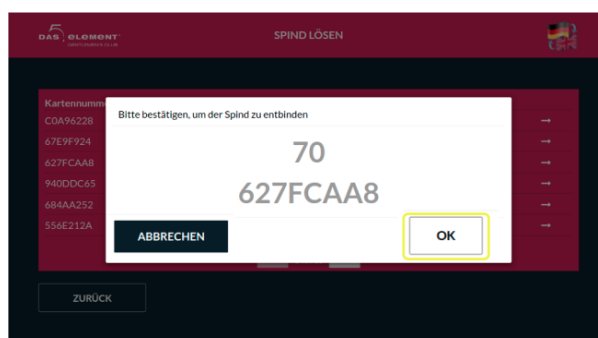 DAS 5 ELEMENT
SPIND LÖSEN
Kartennumm
C0A96228
67E9F924
627FCAA8
940DDC65
684AA252
556E212A
Bitte bestätigen, um der Spind zu entbinden
70
627FCAA8
ABBRECHEN
OK
ZURÜCK